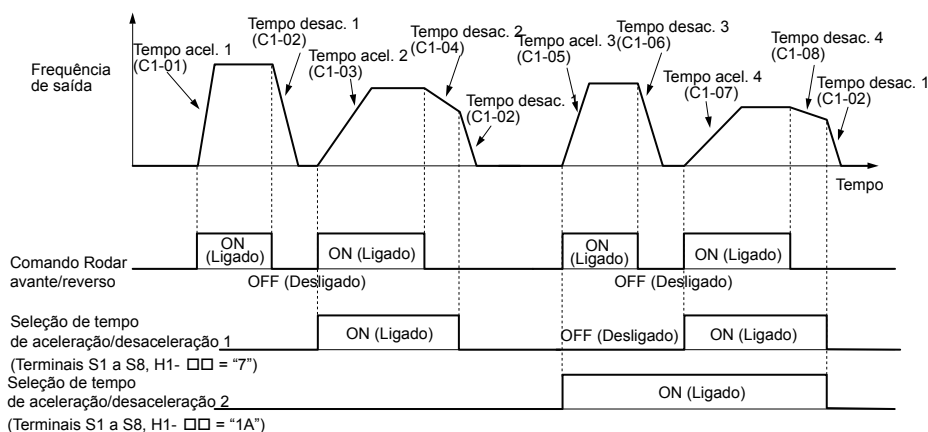 Frequência
de saída
Tempo acel. 1
(C1-01)
Tempo desac. 1
(C1-02)
Tempo acel. 2
(C1-03)
Tempo desac. 2
(C1-04)
Tempo desac. 1
(C1-02)
Tempo acel. 3
(C1-05)
Tempo desac. 3
(C1-06)
Tempo acel. 4
(C1-07)
Tempo desac. 4
(C1-08)
Tempo desac. 1
(C1-02)
Tempo
Comando Rodar
avante/reverso
ON
(Ligado)
OFF (Desligado)
ON (Ligado)
ON
(Ligado)
OFF (Desligado)
ON (Ligado)
Seleção de tempo
de aceleração/desaceleração 1
(Terminais S1 a S8, H1- □□ = “7”)
ON (Ligado)
OFF (Desligado)
ON (Ligado)
Seleção de tempo
de aceleração/desaceleração 2
(Terminais S1 a S8, H1- □□ = “1A”)
ON (Ligado)